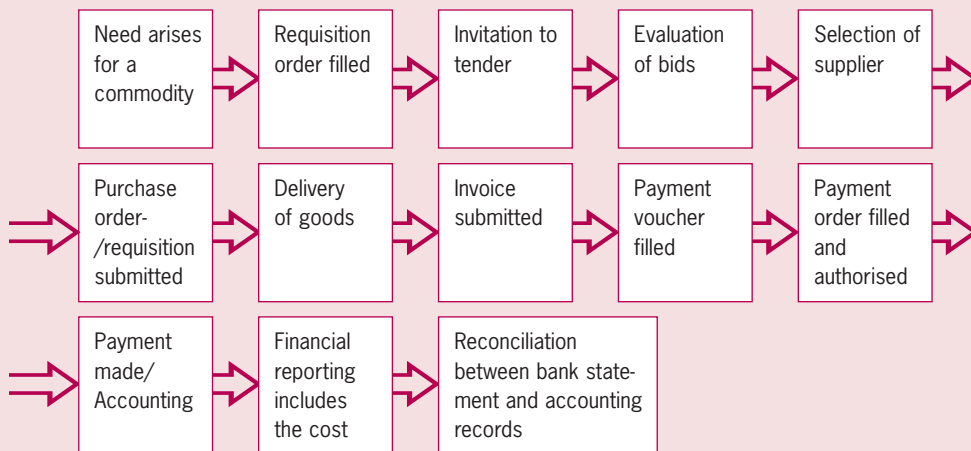 Need arises
for a
commodity
Requisition
order filled
Invitation to
tender
Evaluation
of bids
Selection of
supplier
Purchase
order-
/requisition
submitted
Delivery
of goods
Invoice
submitted
Payment
voucher
filled
Payment
order filled
and
authorised
Payment
made/
Accounting
Financial
reporting
includes
the cost
Reconciliation
between bank state-
ment and accounting
records